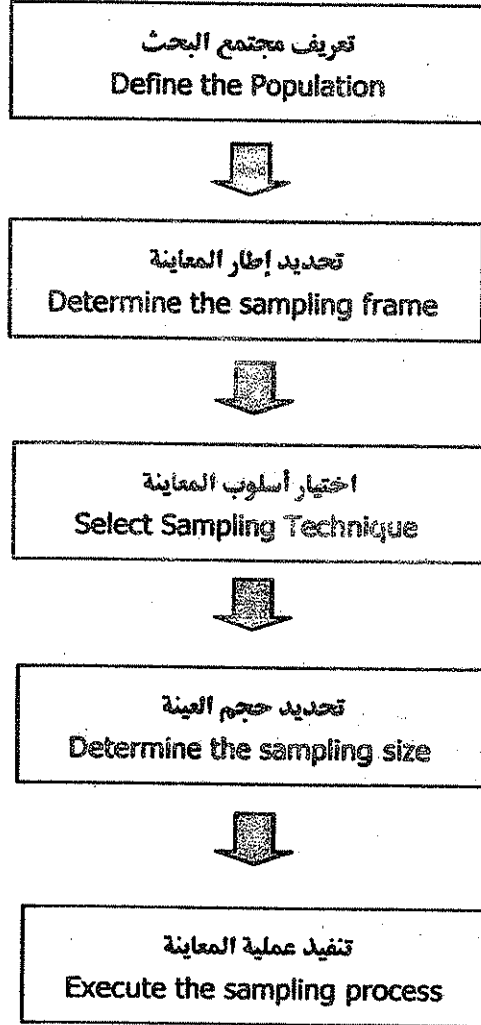 تعريف مجتمع البحث
Define the Population
تحديد إطار المعاينة
Determine the sampling frame
اختيار أسلوب المعاينة
Select Sampling Technique
تحديد حجم العينة
Determine the sampling size
تنفيد عملية المعاينة
Execute the sampling process